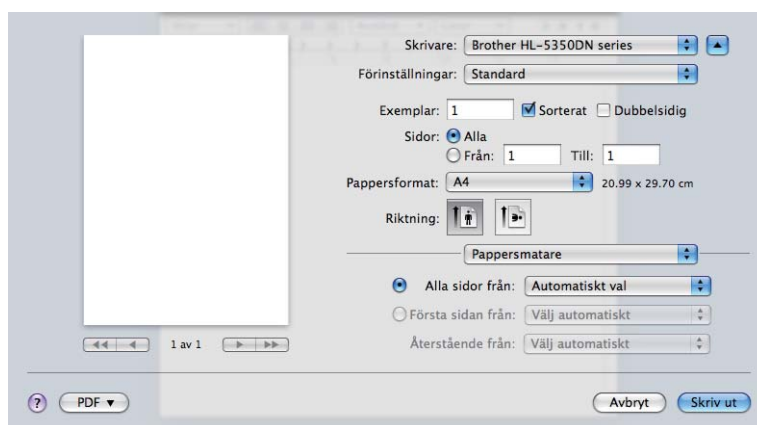 Skrivare: Brother HL-5350DN series
Förinställningar: Standard
Exemplar: 1 Sorterat Dubbelsidig
Sidor: Alla
Från: 1 Till: 1
Pappersformat: A4 20.99 x 29.70 cm
Riktning:
Pappersmatare
Alla sidor från: Automatiskt val
Första sidan från: Välj automatiskt
1 av 1 Återstående från: Välj automatiskt
? PDF ▼ Avbryt Skriv ut